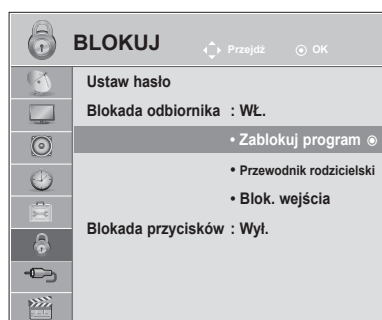 BLOKUJ Przejdź OK
Ustaw hasło
Blokada odbiornika : WŁ.
• Zablokuj program
• Przewodnik rodzicielski
• Blok. wejścia
Blokada przycisków : Wył.